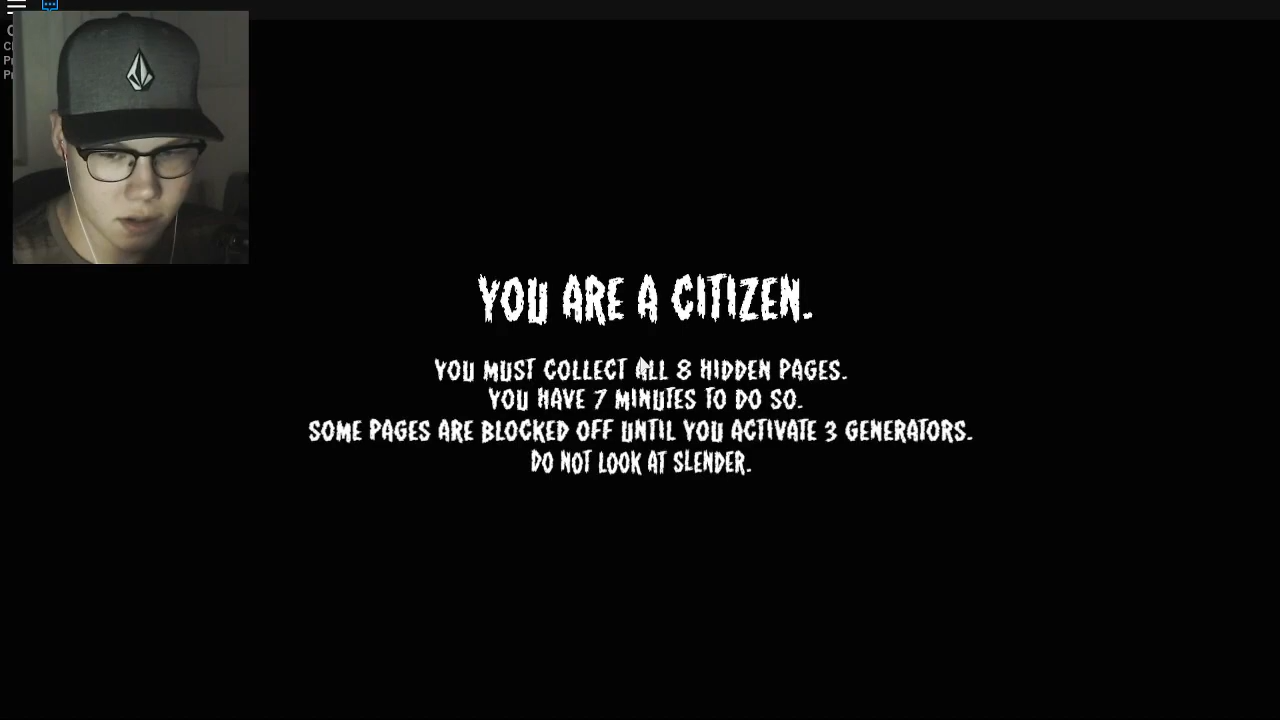 YOU ARE A CITIZEN.
YOU MUST COLLECT ALL 8 HIDDEN PAGES.
YOU HAVE 7 MINUTES TO DO SO.
SOME PAGES ARE BLOCKED OFF UNTIL YOU ACTIVATE 3 GENERATORS.
DO NOT LOOK AT SLENDER.